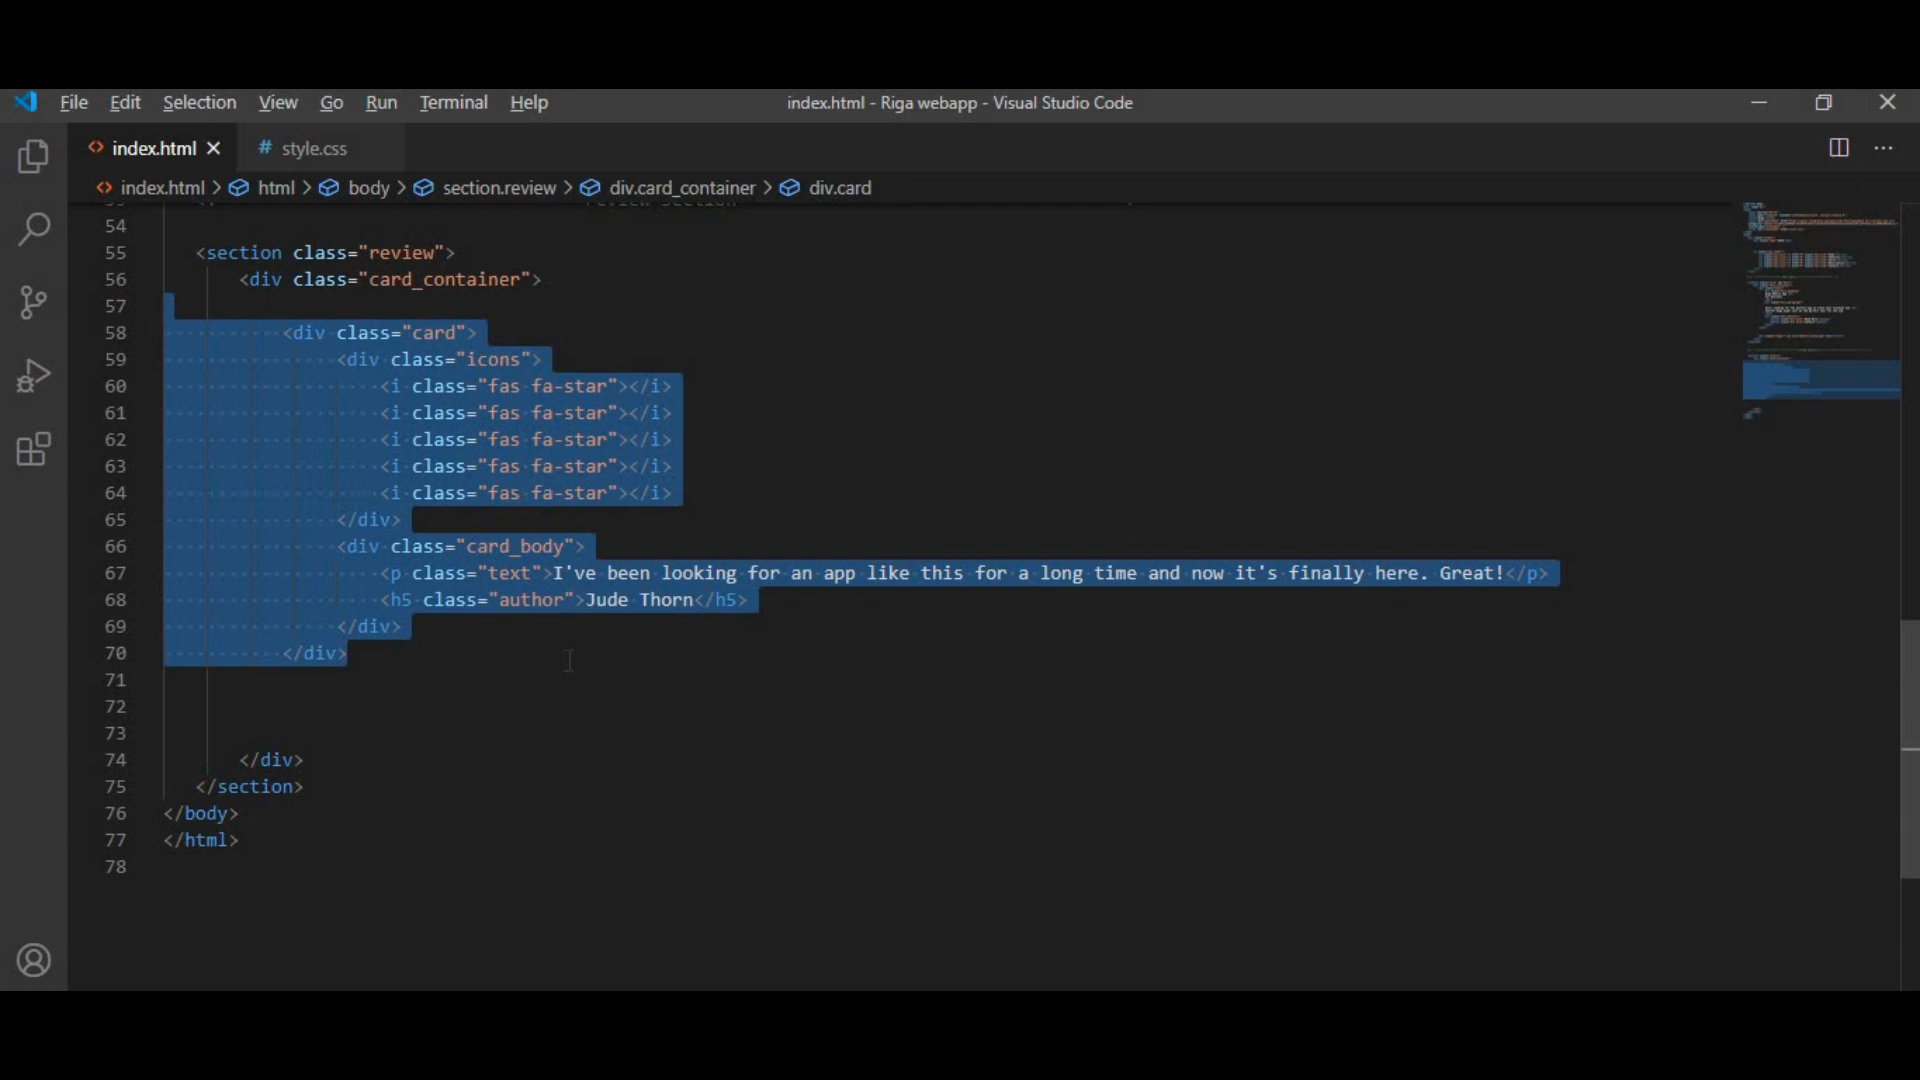 File Edit Selection View Go Run Terminal Help index.html - Riga webapp - Visual Studio Code
index.html # style.css
index.html > html > body > section.review > div.card_container > div.card
54
55 <section class="review">
56 <div class="card_container">
57
58 <div class="card">
59 <div class="icons">
60 <i class="fas fa-star"></i>
61 <i class="fas fa-star"></i>
62 <i class="fas fa-star"></i>
63 <i class="fas fa-star"></i>
64 <i class="fas fa-star"></i>
65 </div>
66 <div class="card_body">
67 <p class="text">I've been looking for an app like this for a long time and now it's finally here. Great!</p>
68 <h5 class="author">Jude Thorn</h5>
69 </div>
70 </div>
71
72
73
74 </div>
75 </section>
76 </body>
77 </html>
78